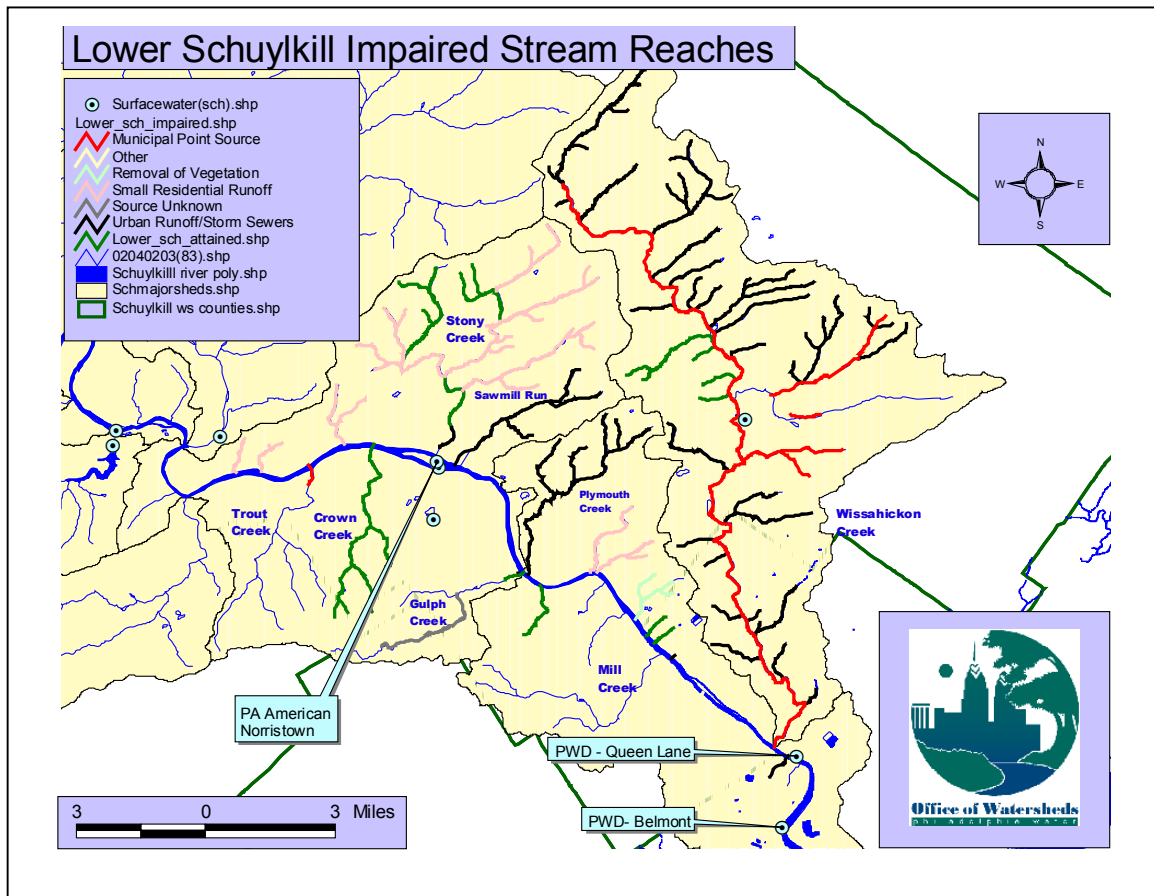 Lower Schuylkill Impaired Stream Reaches
Surfacewater(sch).shp
Lower_sch_impaired.shp
Municipal Point Source
Other
Removal of Vegetation
Small Residential Runoff
Source Unknown
Urban Runoff/Storm Sewers
Lower_sch_attained.shp
02040203(83).shp
Schuylkilll river poly.shp
Schmajorsheds.shp
Schuylkill ws counties.shp
N
W
E
S
Stony
Creek
Sawmill Run
Plymouth
Creek
Trout
Creek
Crown
Creek
Wissahickon
Creek
Gulph
Creek
Mill
Creek
PA American
Norristown
PWD - Queen Lane
PWD- Belmont
3 0 3 Miles
Office of Watersheds
philadelphia water